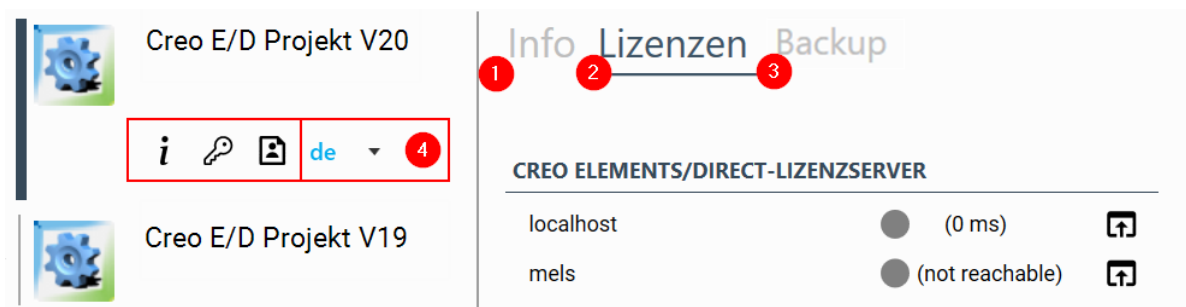 Creo E/D Projekt V20
de 4
Creo E/D Projekt V19
Info Lizenzen Backup
1 2 3
CREO ELEMENTS/DIRECT-LIZENZSERVER
localhost (0 ms)
mels (not reachable)